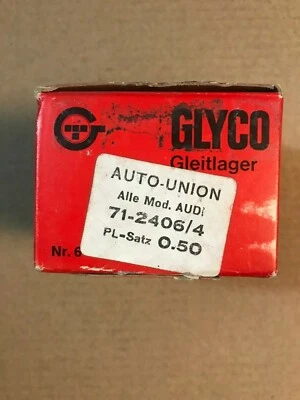 GLYCO
Gleitlager
AUTO-UNION
Alle Mod. AUDi
71-2406/4
PL-Satz 0.50
Nr. 6